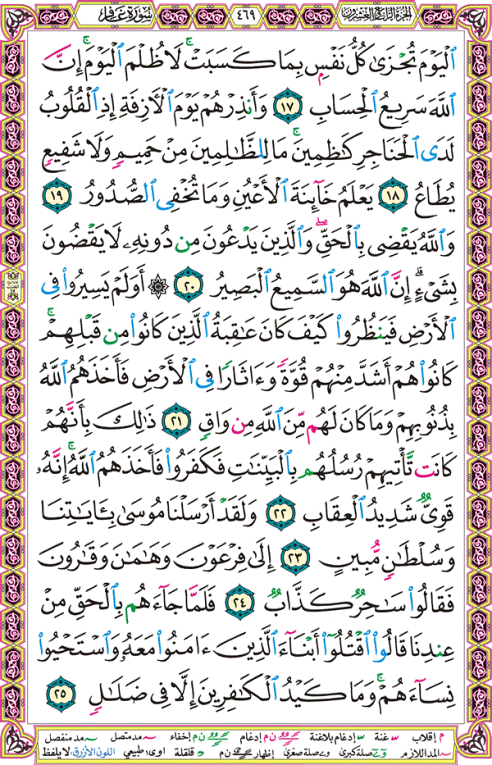 الجزء الرابع والعشرون
٤٦٩
سورة غافر
ٱلۡيَوۡمَ تُجۡزَىٰ كُلُّ نَفۡسِۭ بِمَا كَسَبَتۡۚ لَا ظُلۡمَ ٱلۡيَوۡمَۚ إِنَّ
ٱللَّهَ سَرِيعُ ٱلۡحِسَابِ ١٧ وَأَنذِرۡهُمۡ يَوۡمَ ٱلۡأٓزِفَةِ إِذِ ٱلۡقُلُوبُ
لَدَى ٱلۡحَنَاجِرِ كَٰظِمِينَۚ مَا لِلظَّٰلِمِينَ مِنۡ حَمِيمٖ وَلَا شَفِيعٖ
يُطَاعُ ١٨ يَعۡلَمُ خَآئِنَةَ ٱلۡأَعۡيُنِ وَمَا تُخۡفِي ٱلصُّدُورُ ١٩
وَٱللَّهُ يَقۡضِي بِٱلۡحَقِّۖ وَٱلَّذِينَ يَدۡعُونَ مِن دُونِهِۦ لَا يَقۡضُونَ
بِشَيۡءٍۗ إِنَّ ٱللَّهَ هُوَ ٱلسَّمِيعُ ٱلۡبَصِيرُ ٢٠ ۞ أَوَلَمۡ يَسِيرُواْ فِي
ٱلۡأَرۡضِ فَيَنظُرُواْ كَيۡفَ كَانَ عَٰقِبَةُ ٱلَّذِينَ كَانُواْ مِن قَبۡلِهِمۡۚ
كَانُواْ هُمۡ أَشَدَّ مِنۡهُمۡ قُوَّةٗ وَءَاثَارٗا فِي ٱلۡأَرۡضِ فَأَخَذَهُمُ ٱللَّهُ
بِذُنُوبِهِمۡ وَمَا كَانَ لَهُم مِّنَ ٱللَّهِ مِن وَاقٖ ٢١ ذَٰلِكَ بِأَنَّهُمۡ
كَانَت تَّأۡتِيهِمۡ رُسُلُهُم بِٱلۡبَيِّنَٰتِ فَكَفَرُواْ فَأَخَذَهُمُ ٱللَّهُۚ إِنَّهُۥ
قَوِيّٞ شَدِيدُ ٱلۡعِقَابِ ٢٢ وَلَقَدۡ أَرۡسَلۡنَا مُوسَىٰ بِـَٔايَٰتِنَا
وَسُلۡطَٰنٖ مُّبِينٍ ٢٣ إِلَىٰ فِرۡعَوۡنَ وَهَٰمَٰنَ وَقَٰرُونَ
فَقَالُواْ سَٰحِرٞ كَذَّابٞ ٢٤ فَلَمَّا جَآءَهُم بِٱلۡحَقِّ مِنۡ
عِندِنَا قَالُواْ ٱقۡتُلُوٓاْ أَبۡنَآءَ ٱلَّذِينَ ءَامَنُواْ مَعَهُۥ وَٱسۡتَحۡيُواْ
نِسَآءَهُمۡۚ وَمَا كَيۡدُ ٱلۡكَٰفِرِينَ إِلَّا فِي ضَلَٰلٖ ٢٥
م إقلاب س غنة س إدغام بلاغنة ن م إدغام ن م إخفاء مد متصل مد منفصل
المد اللازم صلة كبرى وصلة صغرى إظهار ن م قلقلة اوى: طبيعي اللون الأزرق: لا يلفظ